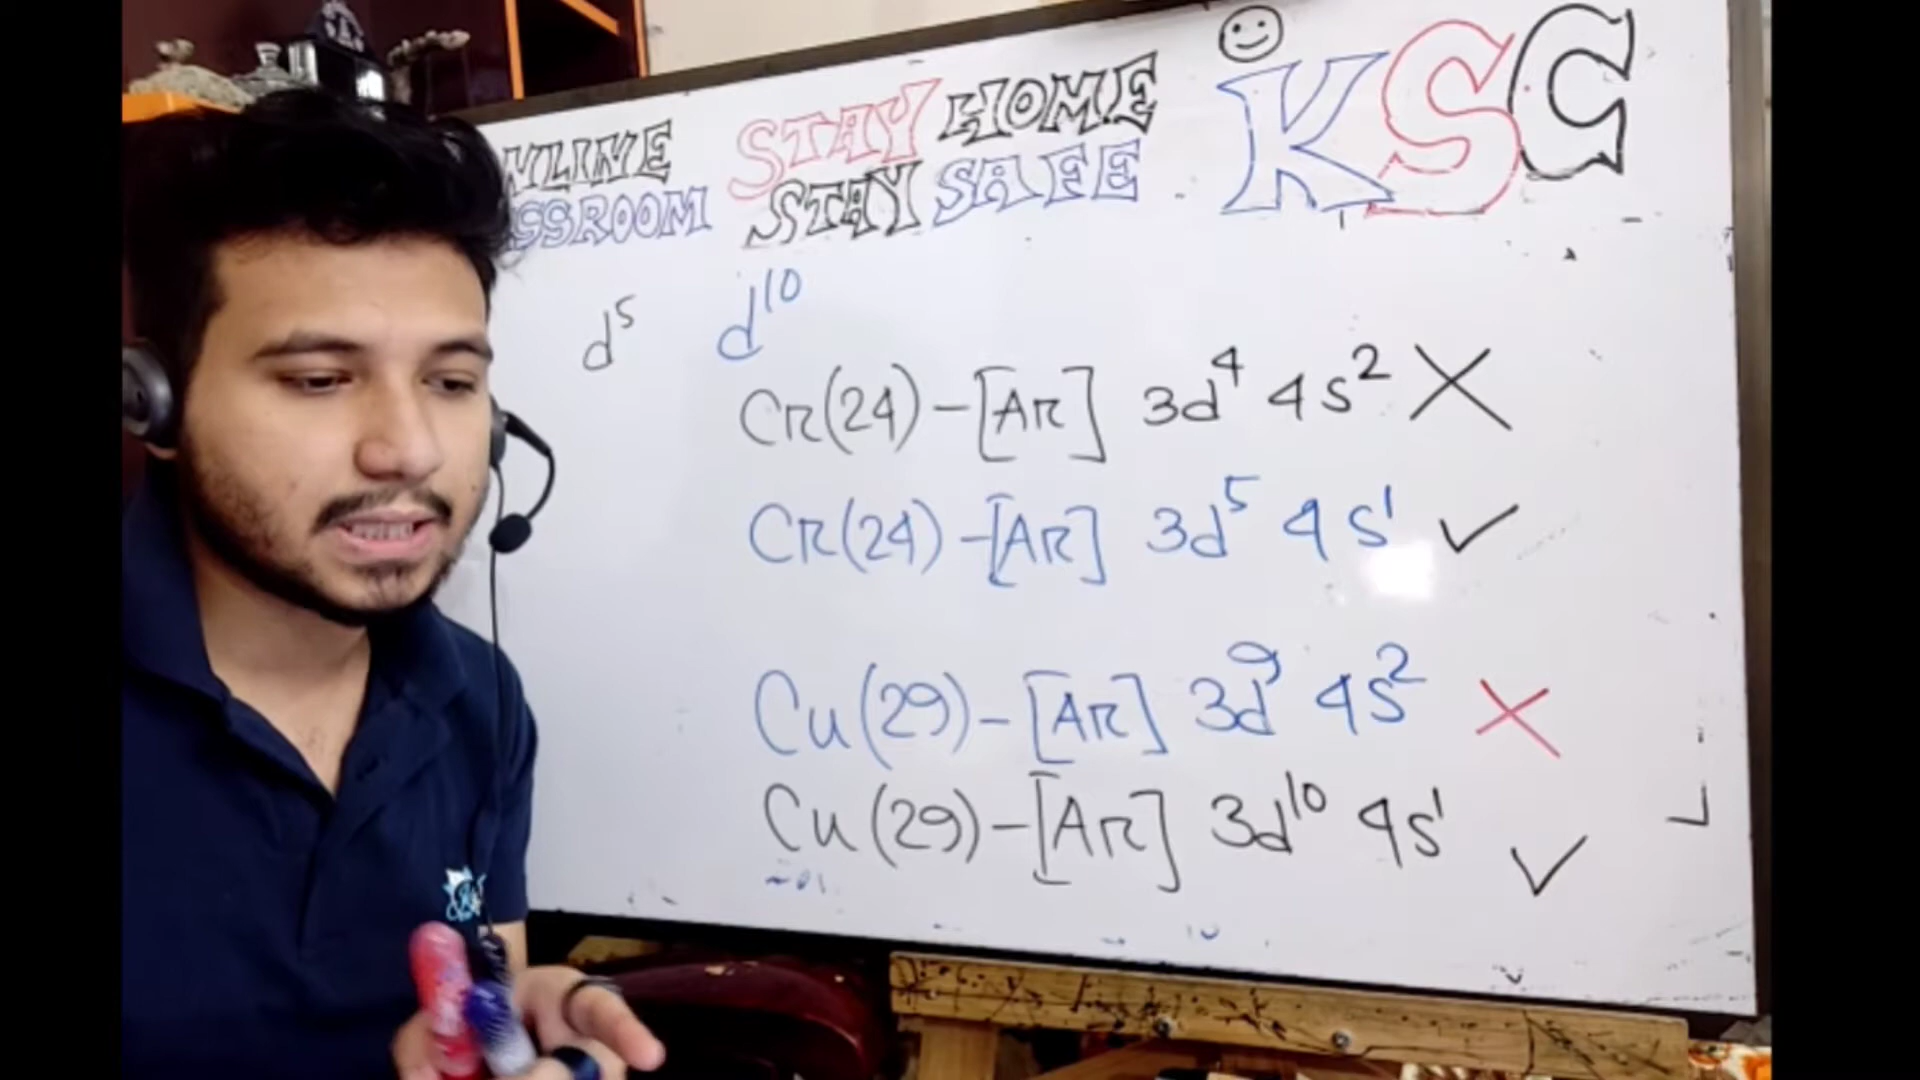 STAY HOME
STAY SAFE
KSC
d⁵ d¹⁰
Cr(24)-[Ar] 3d⁴ 4s² ✗
Cr(24)-[Ar] 3d⁵ 4s¹ ✓
Cu(29)-[Ar] 3d⁹ 4s² ✗
Cu(29)-[Ar] 3d¹⁰ 4s¹ ✓